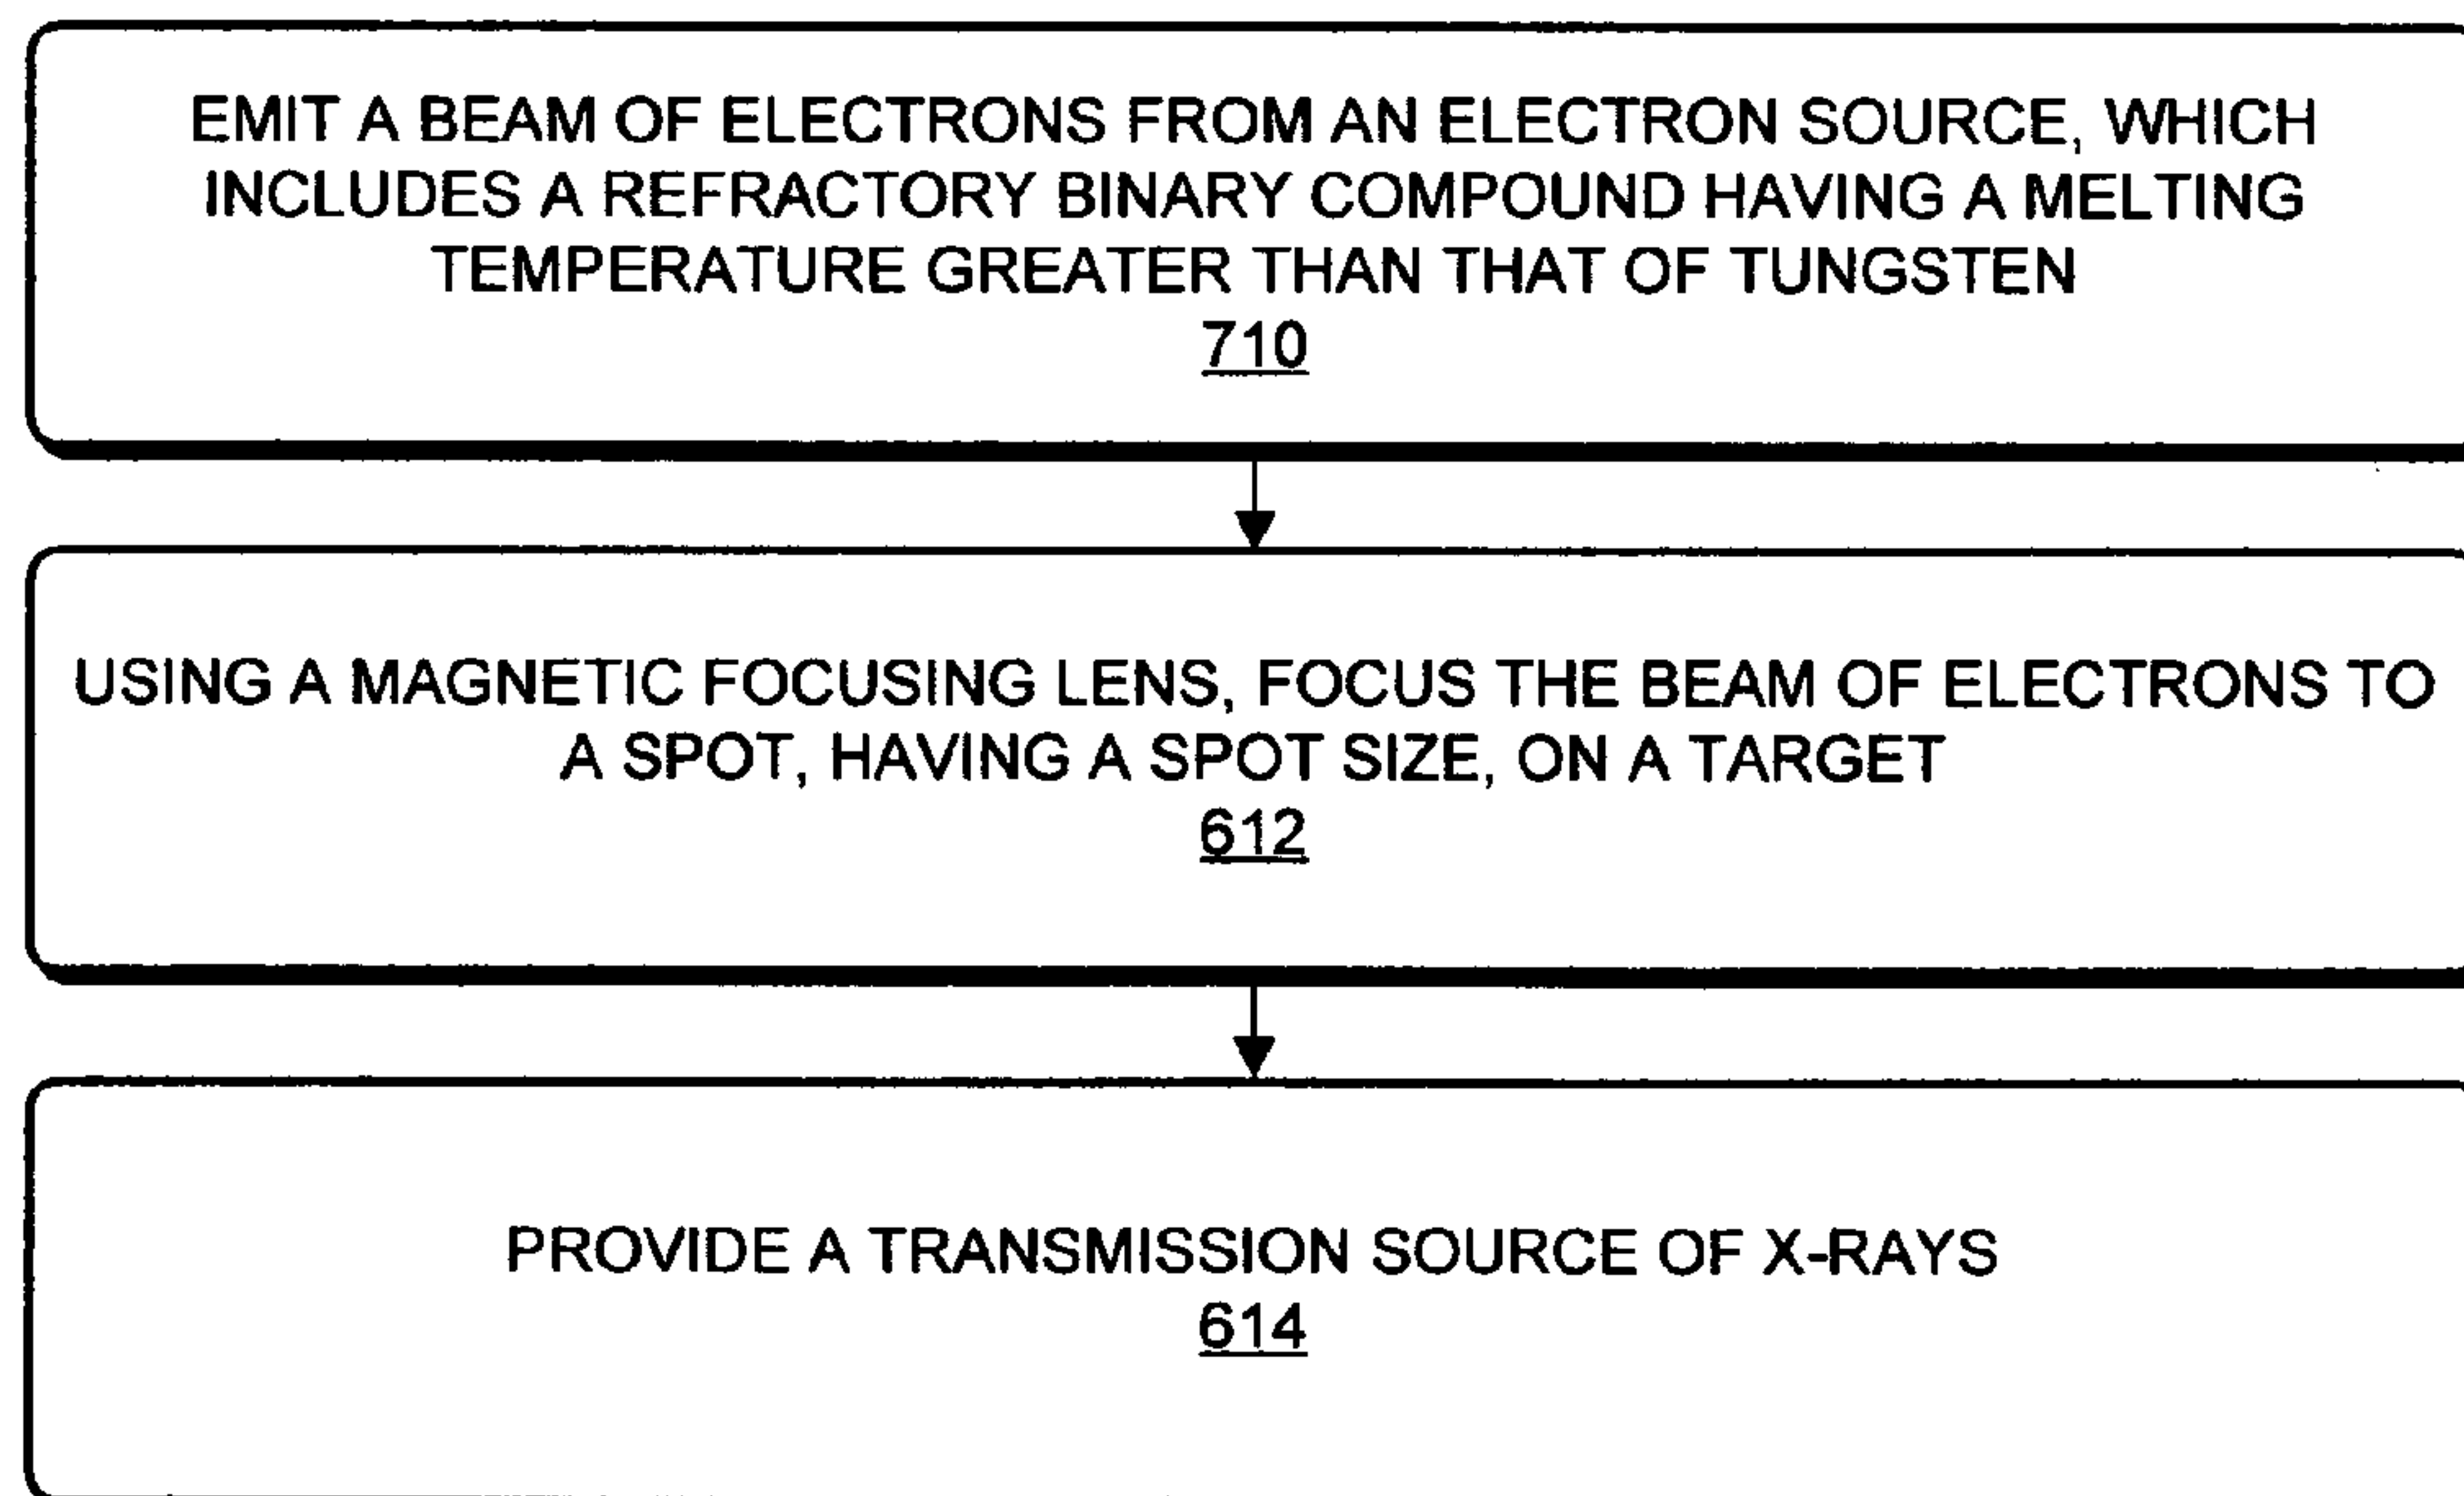 EMIT A BEAM OF ELECTRONS FROM AN ELECTRON SOURCE, WHICH
INCLUDES A REFRACTORY BINARY COMPOUND HAVING A MELTING
TEMPERATURE GREATER THAN THAT OF TUNGSTEN
710
USING A MAGNETIC FOCUSING LENS, FOCUS THE BEAM OF ELECTRONS TO
A SPOT, HAVING A SPOT SIZE, ON A TARGET
612
PROVIDE A TRANSMISSION SOURCE OF X-RAYS
614